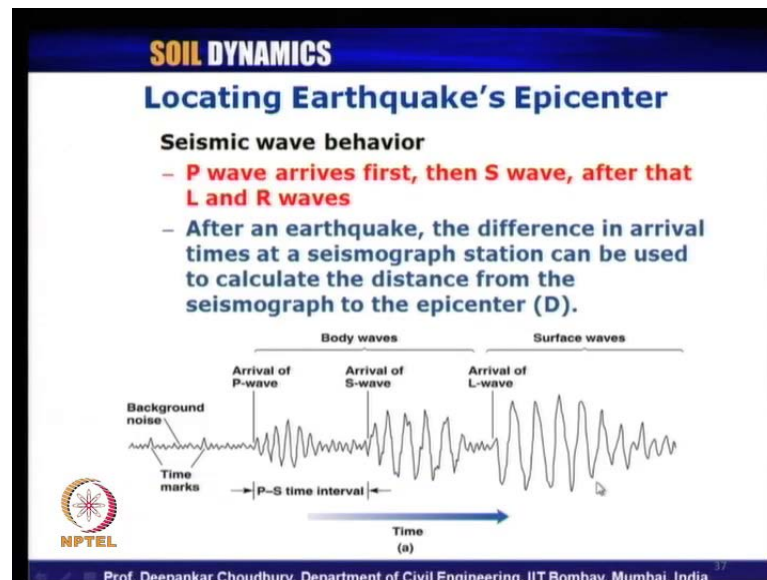 SOIL DYNAMICS
Locating Earthquake's Epicenter
Seismic wave behavior
– P wave arrives first, then S wave, after that
L and R waves
– After an earthquake, the difference in arrival
times at a seismograph station can be used
to calculate the distance from the
seismograph to the epicenter (D).
Body waves
Surface waves
Arrival of
P-wave
Arrival of
S-wave
Arrival of
L-wave
Background
noise
Time
marks
P–S time interval
Time
(a)
NPTEL
37
Prof. Deepankar Choudhury, Department of Civil Engineering, IIT Bombay, Mumbai, India